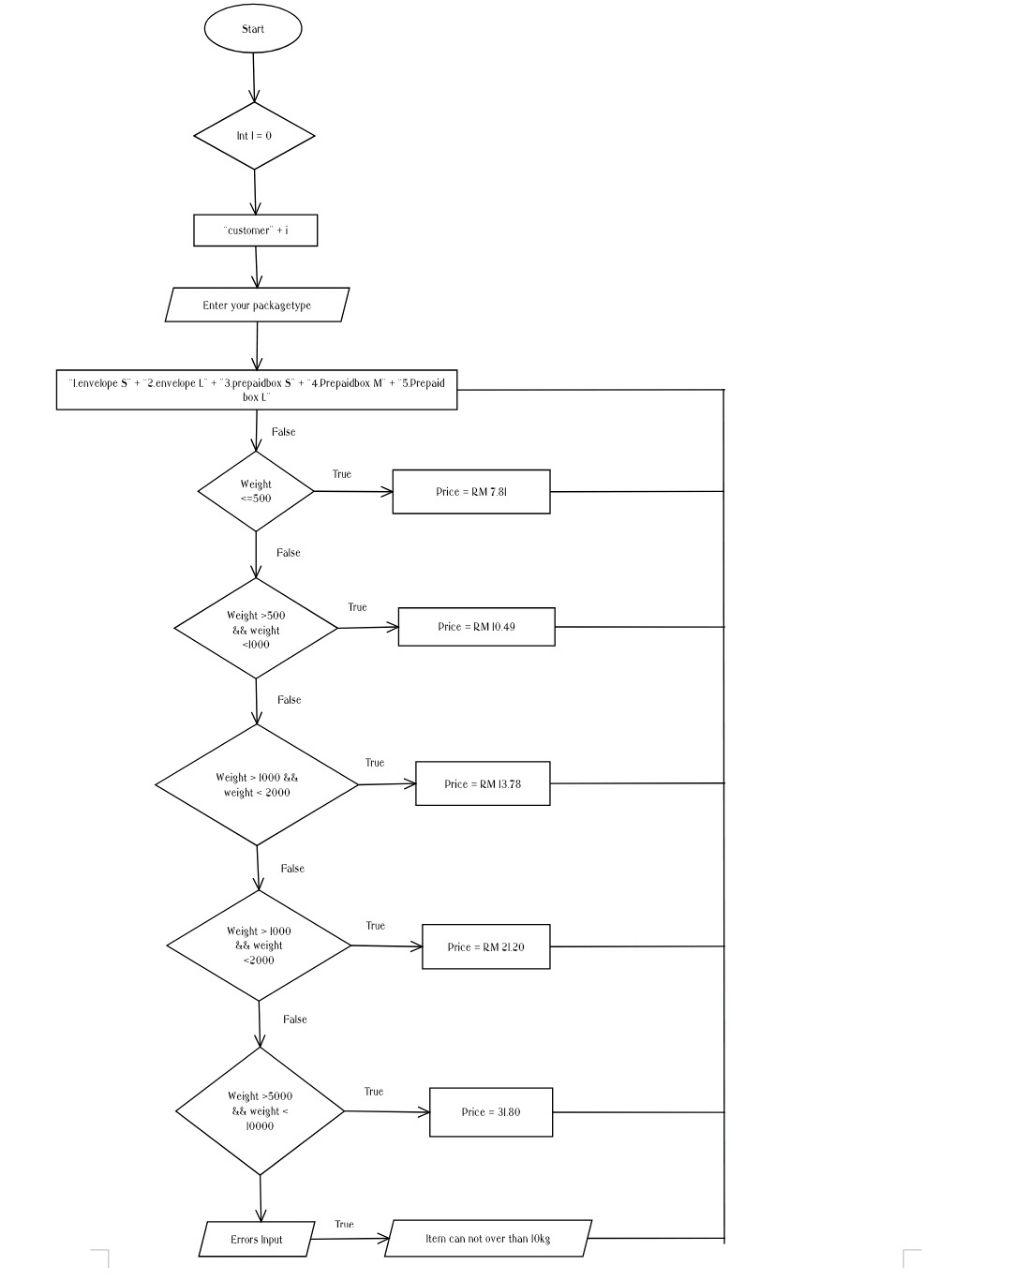 Start
Int I = 0
"customer" + i
Enter your packagetype
"1.envelope S" + "2.envelope L" + "3.prepaidbox S" + "4.Prepaidbox M" + "5.Prepaid
box L"
False
Weight
<=500
True
Price = RM 7.81
False
Weight >500
&& weight
<1000
True
Price = RM 10.49
False
Weight > 1000 &&
weight < 2000
True
Price = RM 13.78
False
Weight > 1000
&& weight
<2000
True
Price = RM 21.20
False
Weight >5000
&& weight <
10000
True
Price = 31.80
Errors Input
True
Item can not over than 10kg